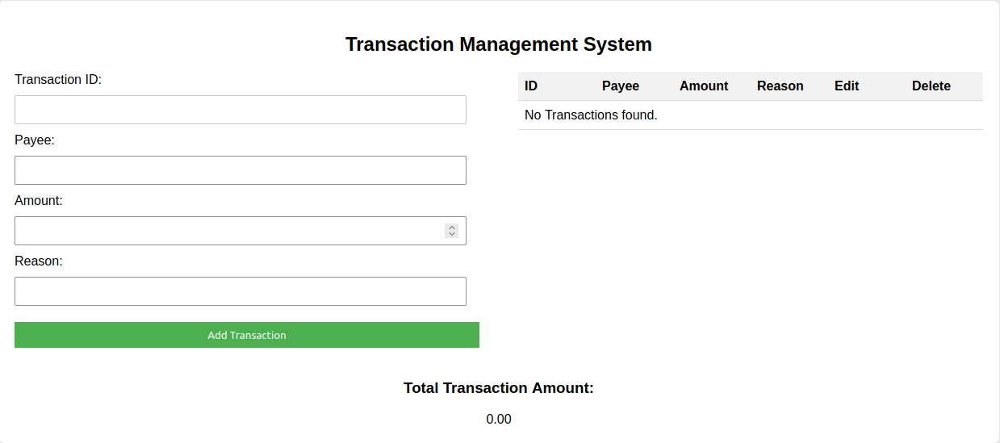 Transaction Management System
Transaction ID:
Payee:
Amount:
Reason:
Add Transaction
ID Payee Amount Reason Edit Delete
No Transactions found.
Total Transaction Amount:
0.00